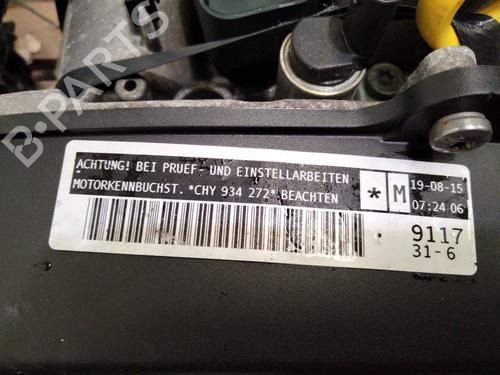 B-PARTS
ACHTUNG! BEI PRUEF- UND EINSTELLARBEITEN
MOTORKENNBUCHST. *CHY 934 272* BEACHTEN
* M
19-08-15
07:24 06
9117
31-6